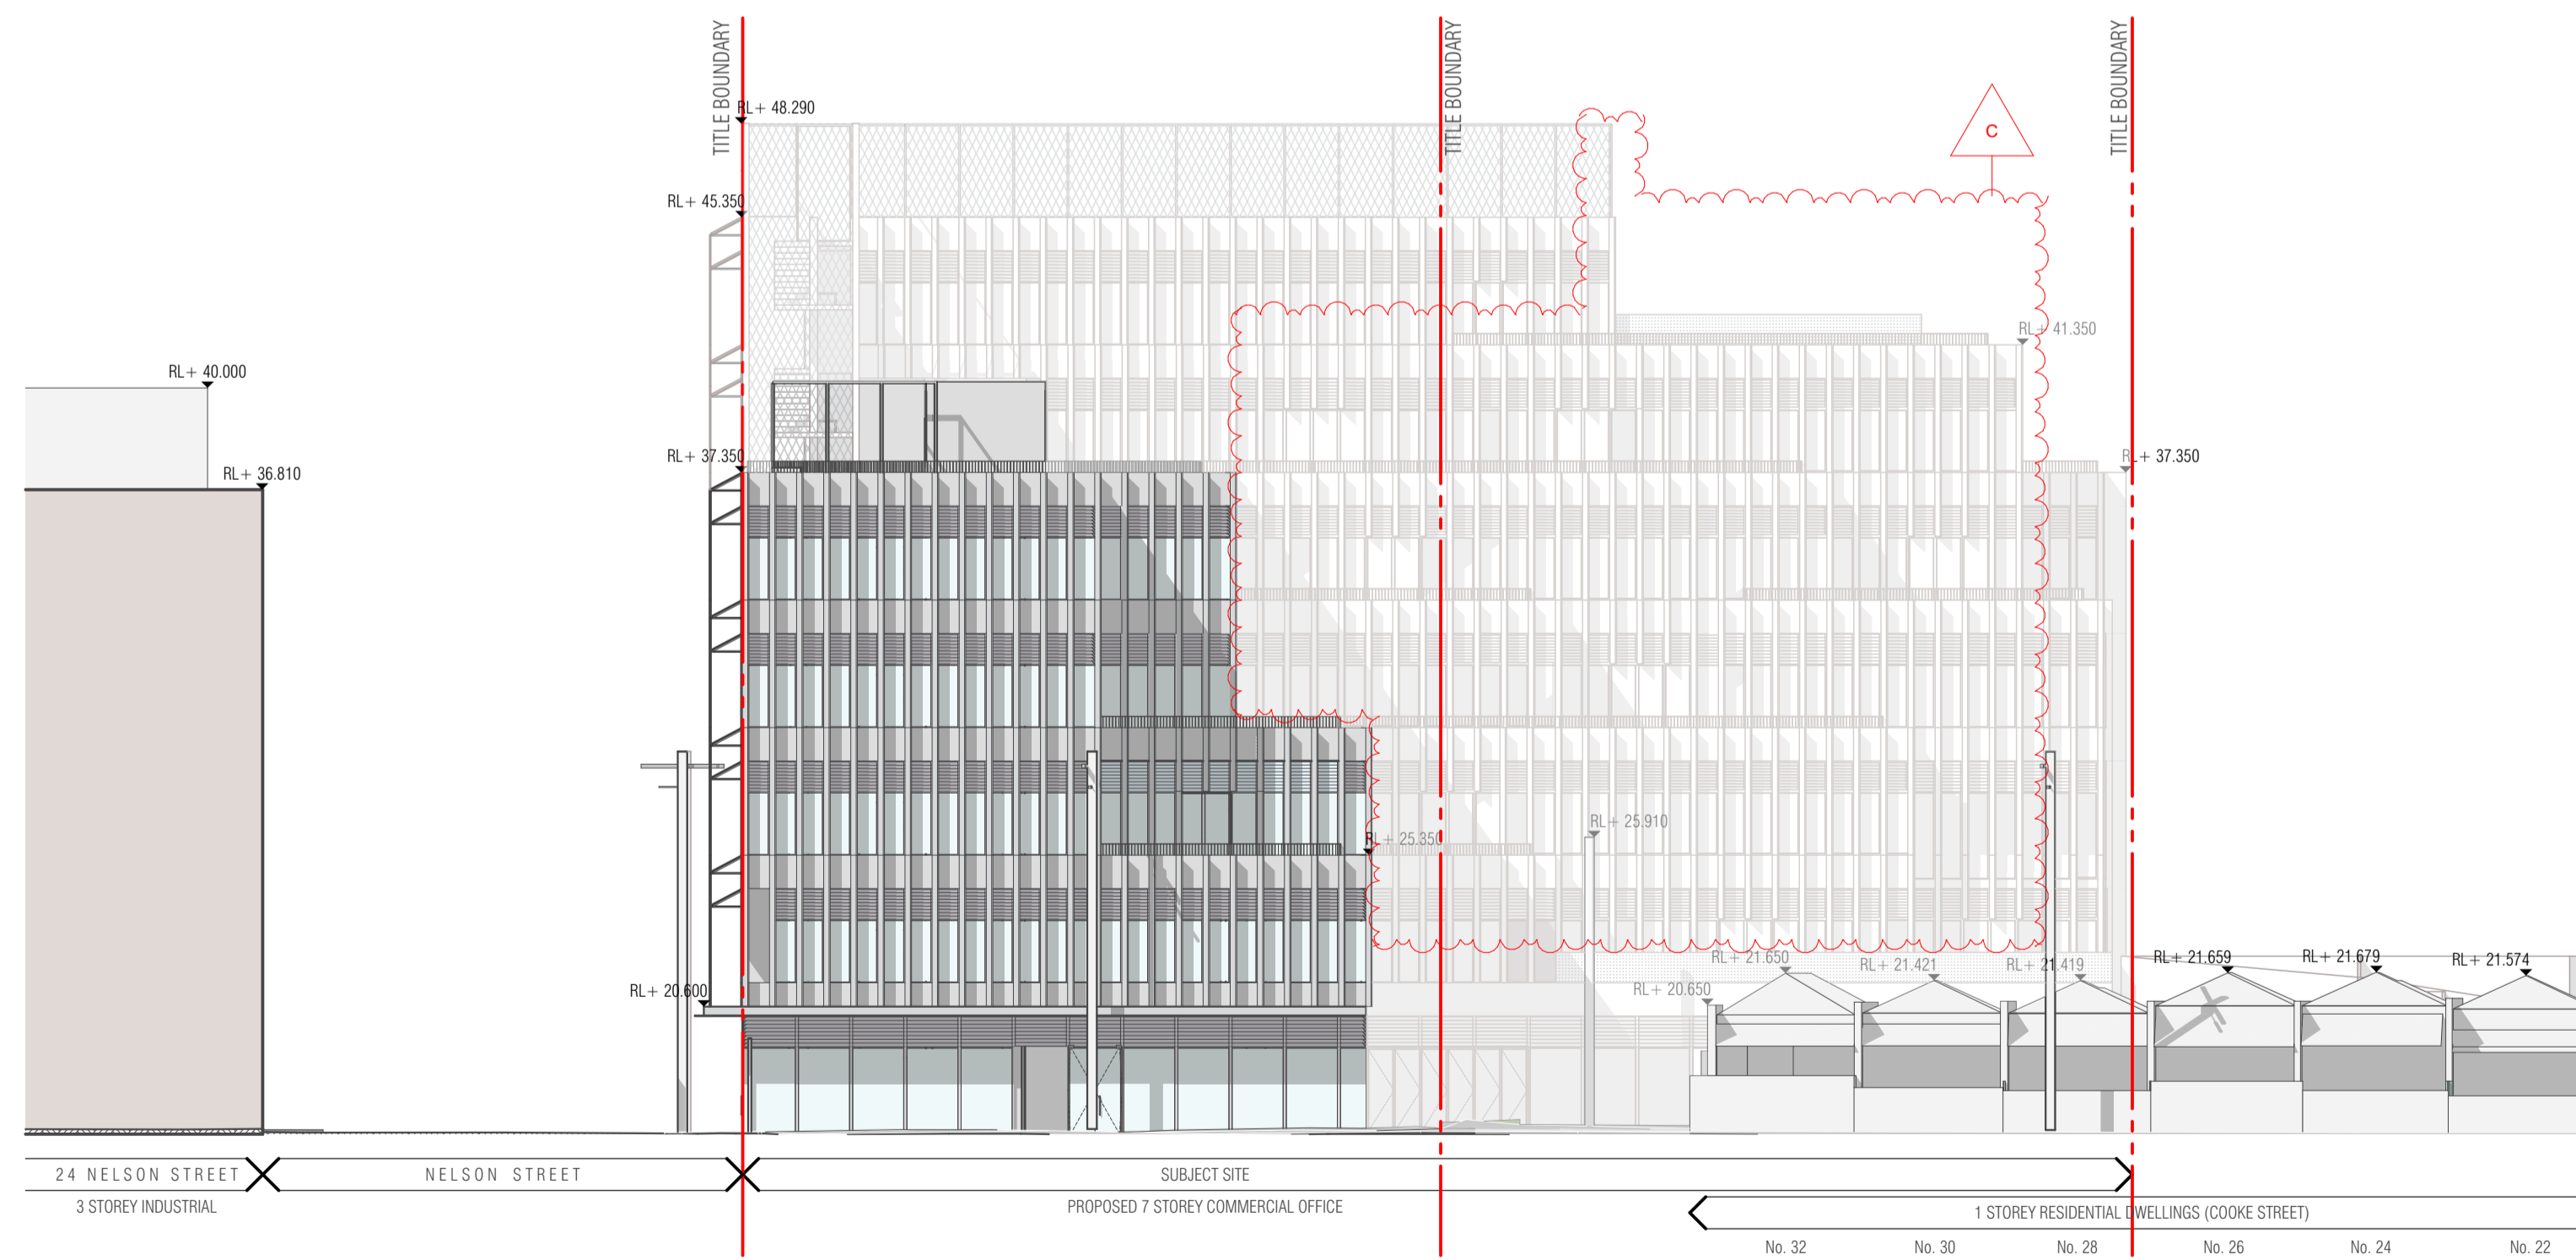 TITLE BOUNDARY
TITLE BOUNDARY
TITLE BOUNDARY
RL+ 48.290
C
RL+ 45.350
RL+ 41.350
RL+ 40.000
RL+ 37.350
RL+ 37.350
RL+ 36.810
RL+ 25.910
RL+ 25.350
RL+ 21.650
RL+ 21.421
RL+ 21.419
RL+ 21.659
RL+ 21.679
RL+ 21.574
RL+ 20.600
RL+ 20.650
24 NELSON STREET
NELSON STREET
SUBJECT SITE
3 STOREY INDUSTRIAL
PROPOSED 7 STOREY COMMERCIAL OFFICE
1 STOREY RESIDENTIAL DWELLINGS (COOKE STREET)
No. 32
No. 30
No. 28
No. 26
No. 24
No. 22